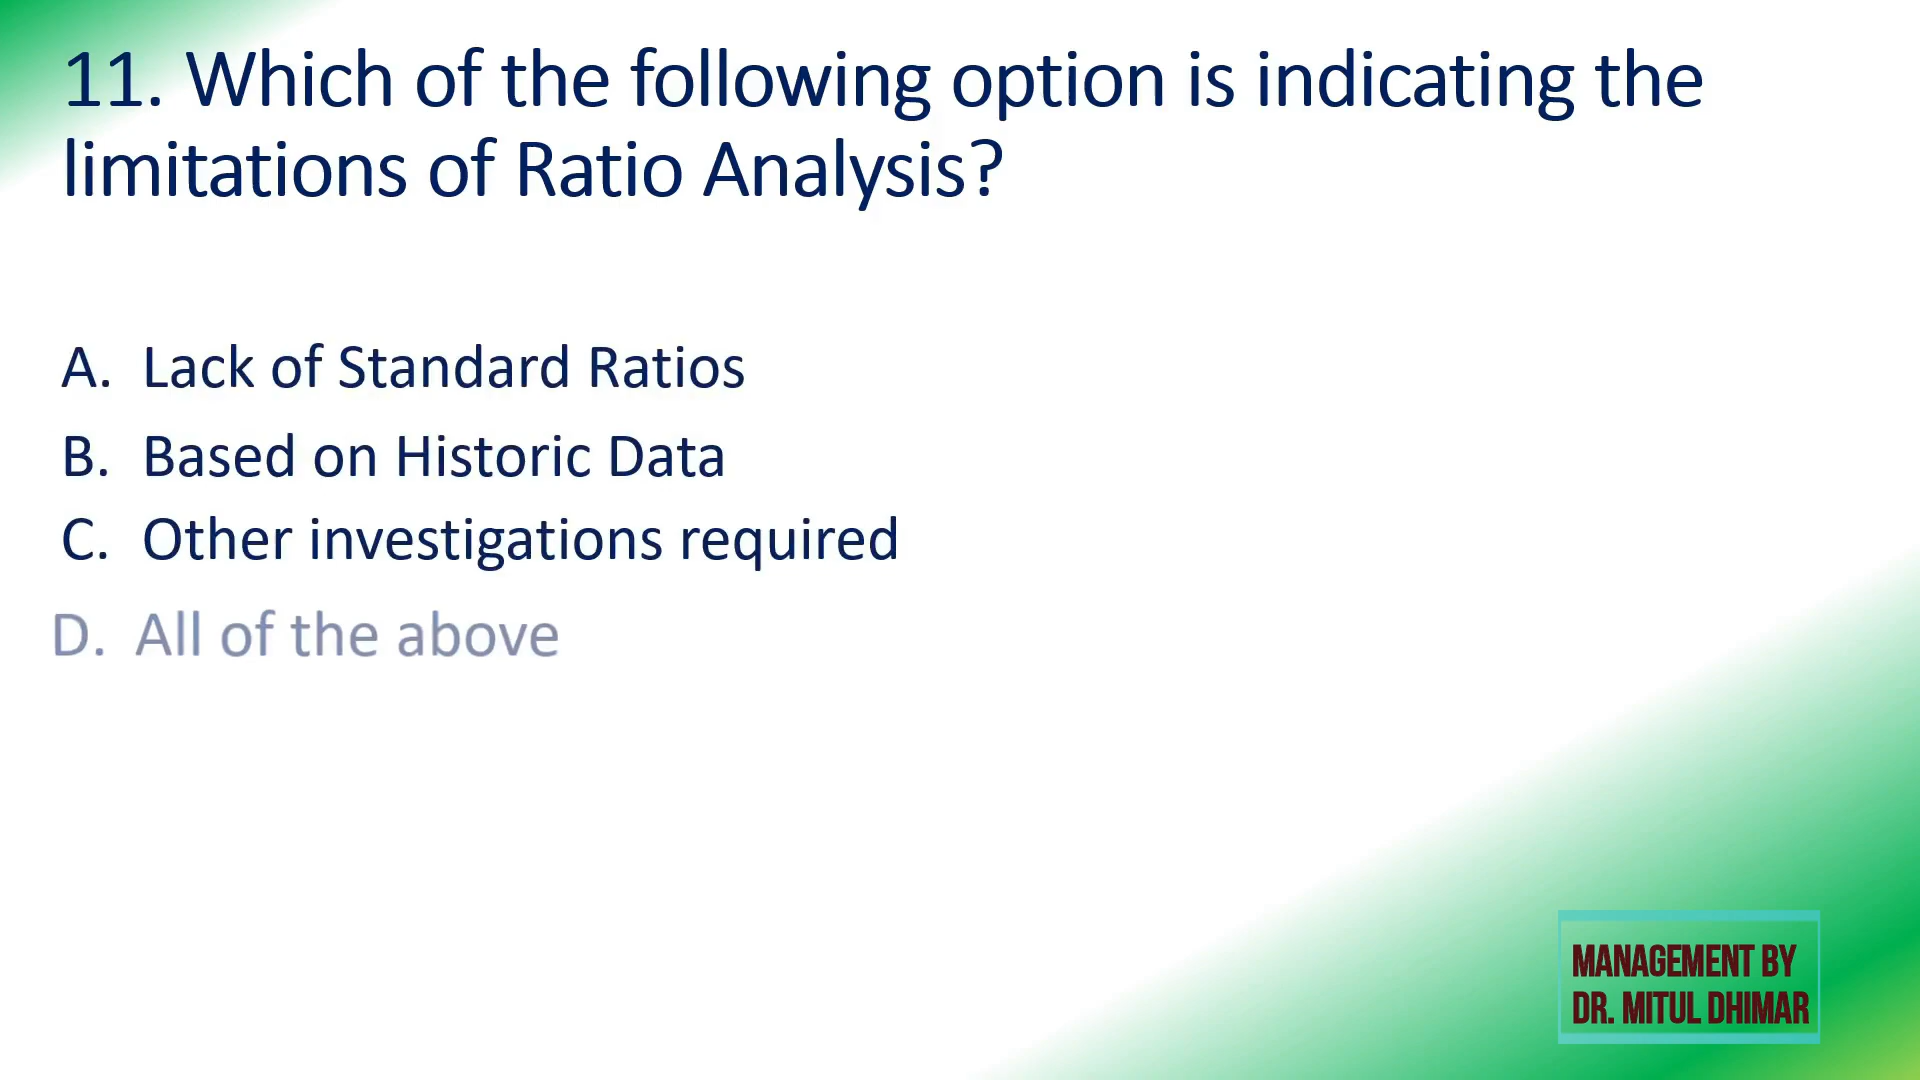 11. Which of the following option is indicating the
limitations of Ratio Analysis?
A. Lack of Standard Ratios
B. Based on Historic Data
C. Other investigations required
D. All of the above
MANAGEMENT BY
DR. MITUL DHIMAR